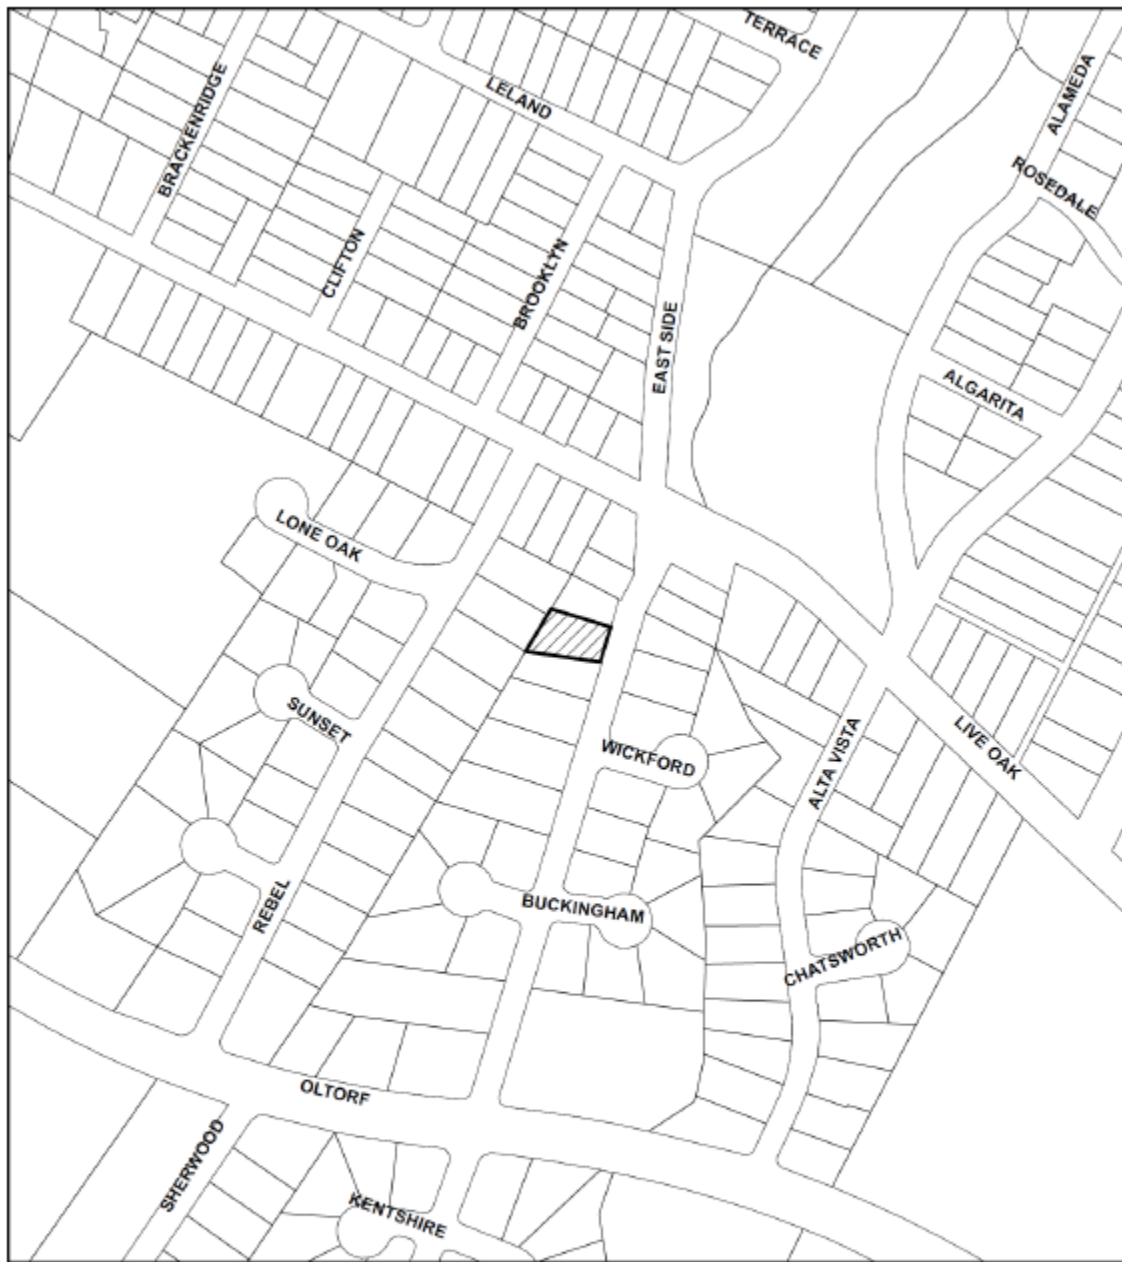 TERRACE
LELAND
ALAMEDA
BRACKENRIDGE
ROSEDALE
CLIFTON
BROOKLYN
EAST SIDE
ALGARITA
LONE OAK
SUNSET
WICKFORD
ALTA VISTA
LIVE OAK
REBEL
BUCKINGHAM
CHATSWORTH
OLTORF
SHERWOOD
KENTSHIRE